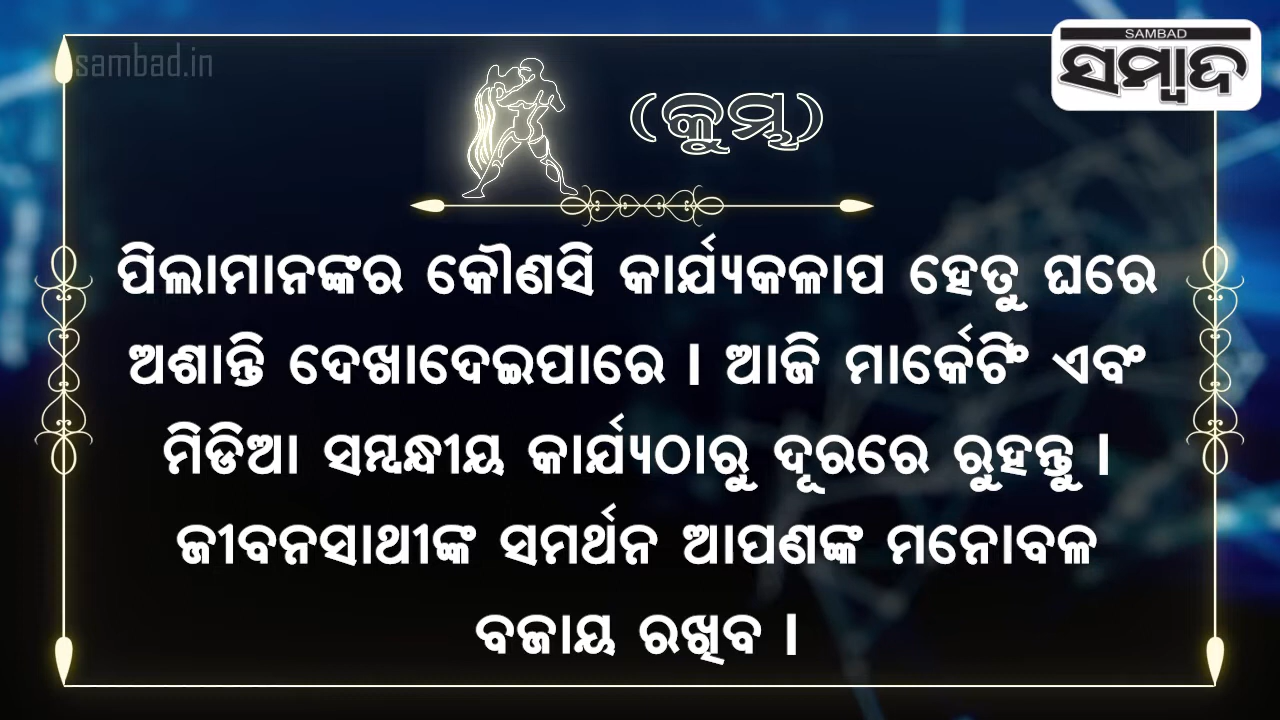 sambad.in
SAMBAD
ସମ୍ବାଦ
(କୁମ୍ଭ)
ପିଲାମାନଙ୍କର କୌଣସି କାର୍ଯ୍ୟକଳାପ ହେତୁ ଘରେ
ଅଶାନ୍ତି ଦେଖାଦେଇପାରେ । ଆଜି ମାର୍କେଟିଂ ଏବଂ
ମିଡିଆ ସମ୍ବନ୍ଧୀୟ କାର୍ଯ୍ୟଠାରୁ ଦୂରରେ ରୁହନ୍ତୁ ।
ଜୀବନସାଥୀଙ୍କ ସମର୍ଥନ ଆପଣଙ୍କ ମନୋବଳ
ବଜାୟ ରଖିବ ।